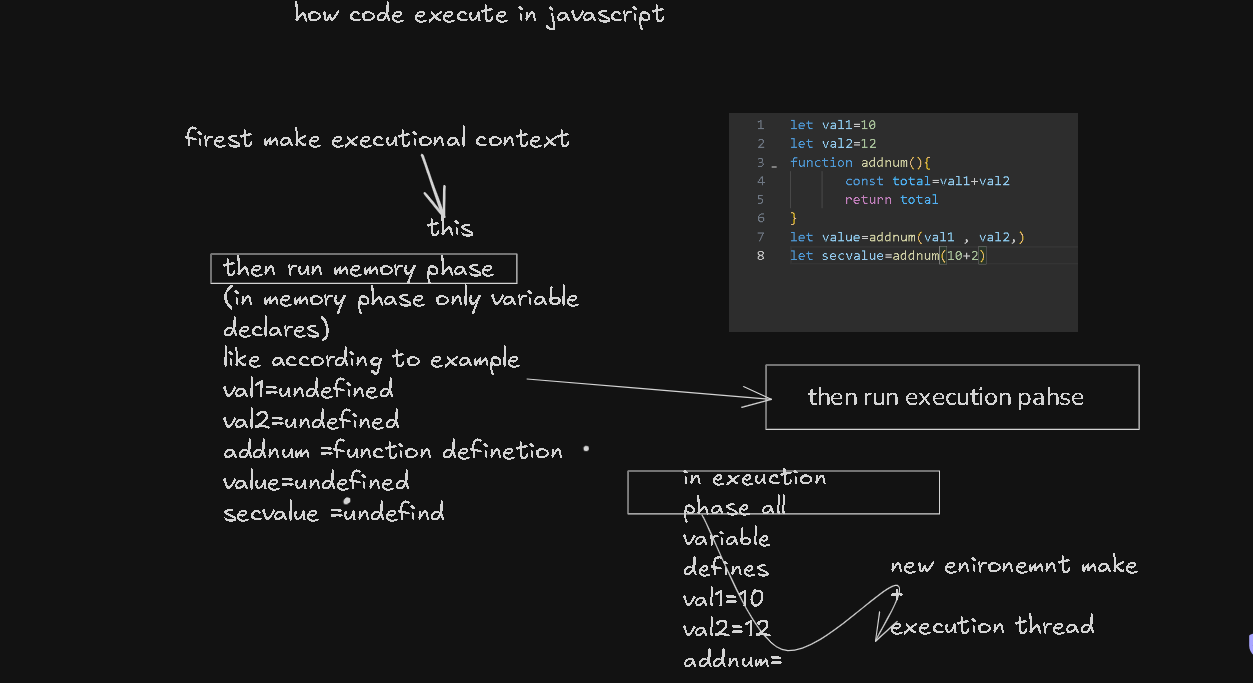 how code execute in javascript
firest make executional context
this
then run memory phase
(in memory phase only variable
declares)
like according to example
val1=undefined
val2=undefined
addnum =function definetion
value=undefined
secvalue =undefind
1 let val1=10
2 let val2=12
3 function addnum(){
4 const total=val1+val2
5 return total
6 }
7 let value=addnum(val1 , val2,)
8 let secvalue=addnum(10+2)
then run execution pahse
in exeuction
phase all
variable
defines
val1=10
val2=12
addnum=
new enironemnt make
+
execution thread